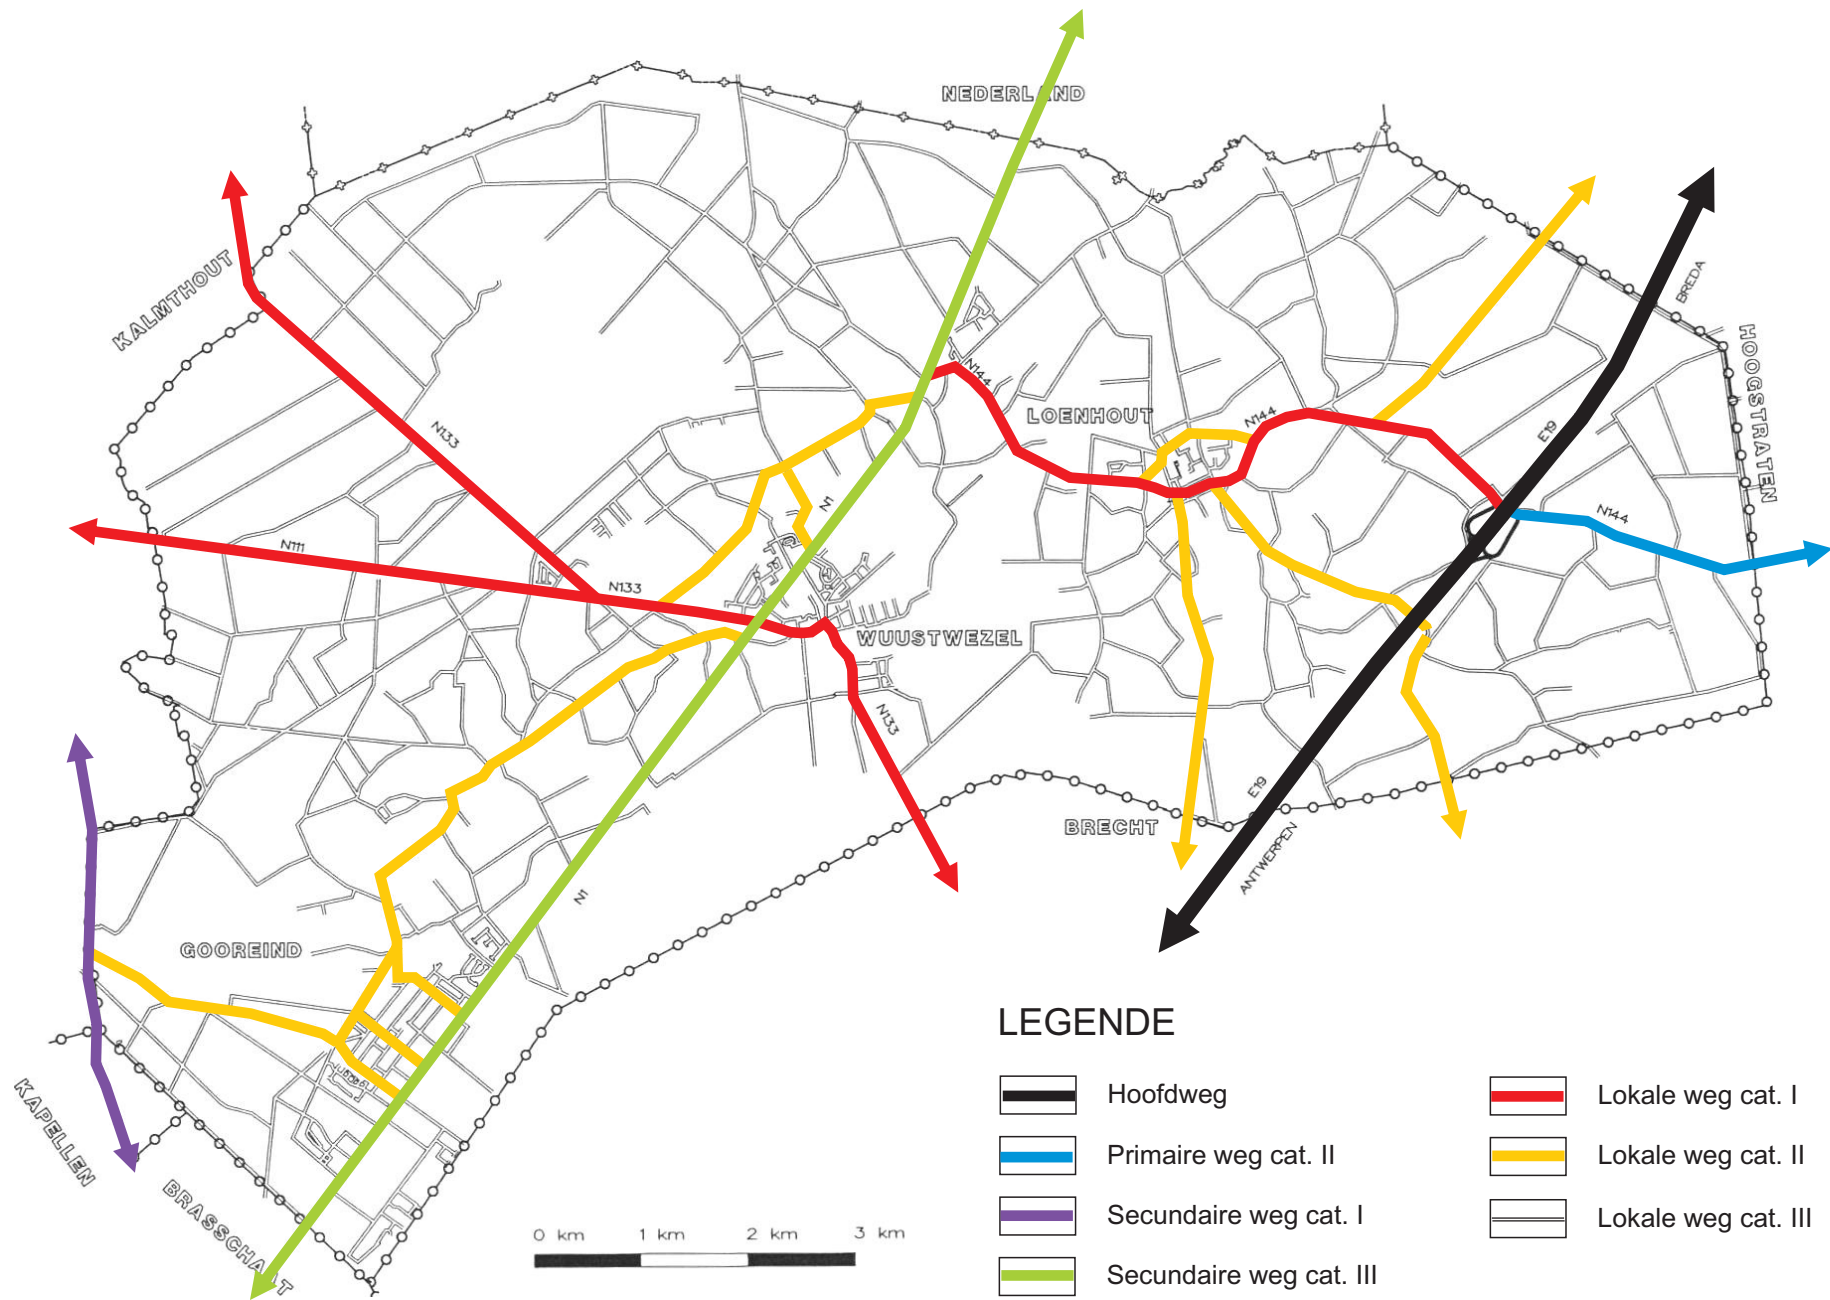 NEDERLAND
KALMTHOUT
BREDA
HOOGSTRATEN
N144
LOENHOUT
N144
E19
N133
N1
N144
N111
N133
WUUSTWEZEL
N133
E19
BRECHT
ANTWERPEN
N1
GOOREIND
KAPELLEN
BRASSCHAAT
0 km 1 km 2 km 3 km
LEGENDE
Hoofdweg
Primaire weg cat. II
Secundaire weg cat. I
Secundaire weg cat. III
Lokale weg cat. I
Lokale weg cat. II
Lokale weg cat. III